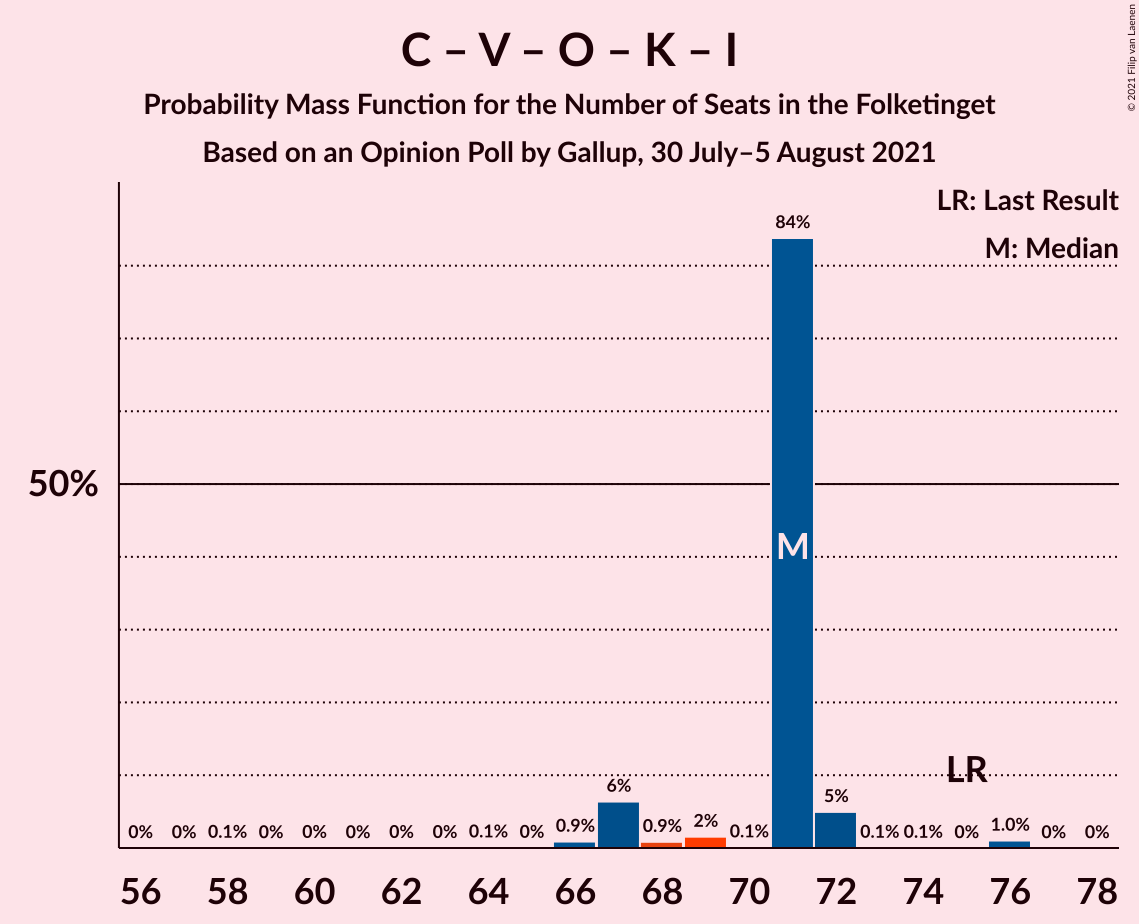 C – V – O – K – I
Probability Mass Function for the Number of Seats in the Folketinget
Based on an Opinion Poll by Gallup, 30 July–5 August 2021
© 2021 Filip van Laenen
LR: Last Result
M: Median
84%
50%
M
LR
6%
5%
0% 0% 0.1% 0% 0% 0% 0% 0% 0.1% 0% 0.9% 0.9% 2% 0.1% 0.1% 0.1% 0% 1.0% 0% 0%
56 58 60 62 64 66 68 70 72 74 76 78